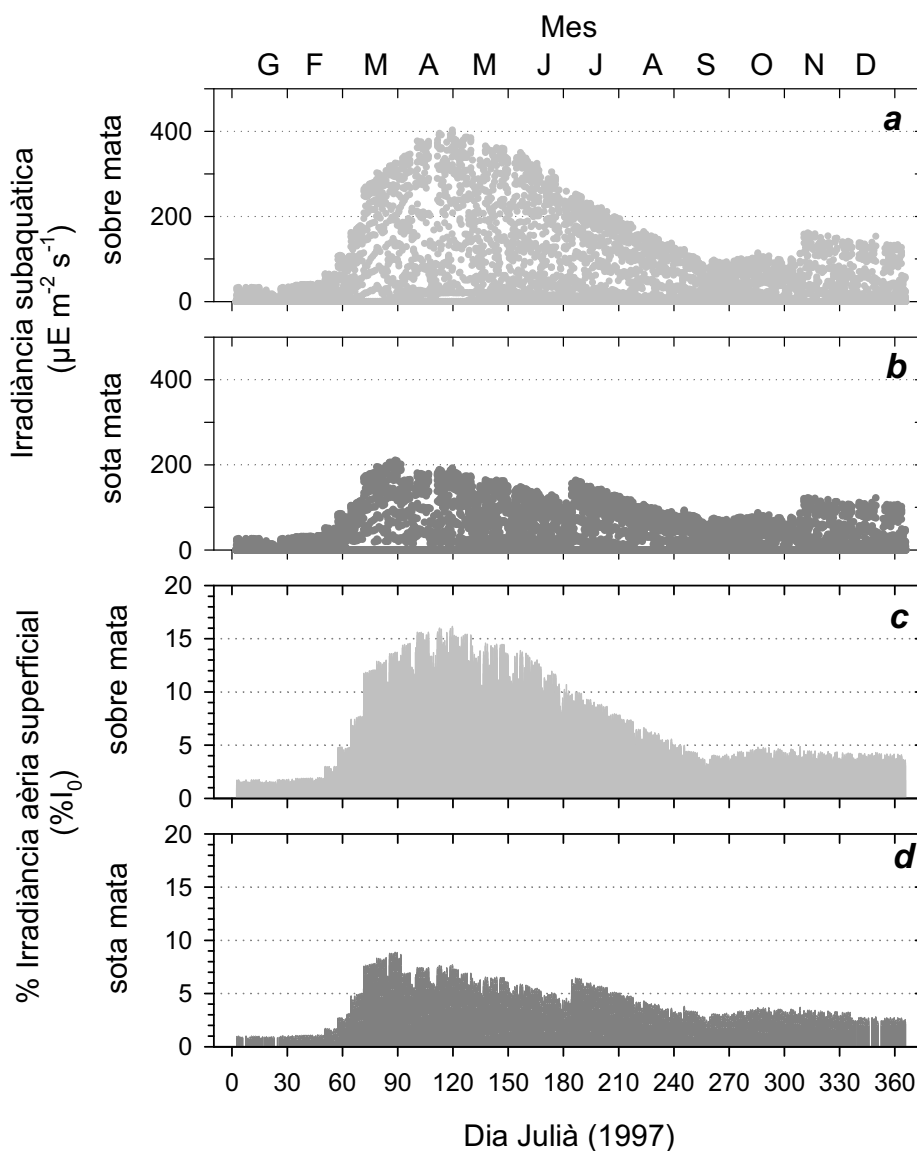 Mes
G F M A M J J A S O N D
Irradiància subaquàtica
(µE m-2 s-1)
sobre mata
a
400
200
0
sota mata
b
400
200
0
% Irradiància aèria superficial
(%I0)
sobre mata
c
20
15
10
5
0
sota mata
d
20
15
10
5
0
0 30 60 90 120 150 180 210 240 270 300 330 360
Dia Julià (1997)